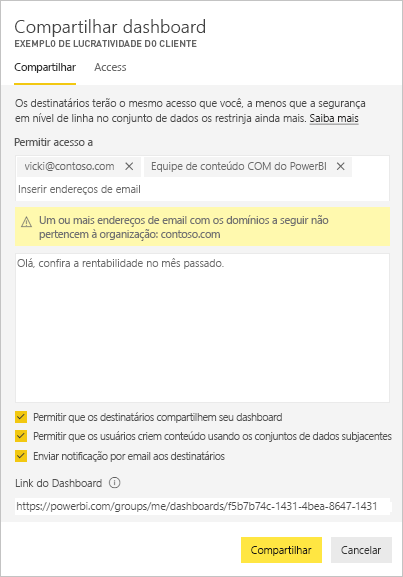 Compartilhar dashboard
EXEMPLO DE LUCRATIVIDADE DO CLIENTE
Compartilhar Access
Os destinatários terão o mesmo acesso que você, a menos que a segurança
em nível de linha no conjunto de dados os restrinja ainda mais. Saiba mais
Permitir acesso a
vicki@contoso.com Equipe de conteúdo COM do PowerBI
Inserir endereços de email
Um ou mais endereços de email com os domínios a seguir não
pertencem à organização: contoso.com
Olá, confira a rentabilidade no mês passado.
Permitir que os destinatários compartilhem seu dashboard
Permitir que os usuários criem conteúdo usando os conjuntos de dados subjacentes
Enviar notificação por email aos destinatários
Link do Dashboard
https://powerbi.com/groups/me/dashboards/f5b7b74c-1431-4bea-8647-1431
Compartilhar Cancelar